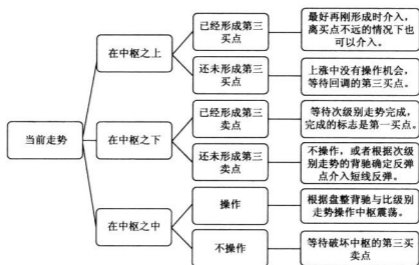 当前走势
在中枢之上
已经形成第三
买点
最好再刚形成时介入，
离买点不远的情况下也
可以介入。
还未形成第三
买点
上涨中没有操作机会，
等待回调的第三买点。
在中枢之下
已经形成第三
卖点
等待次级别走势完成，
完成的标志是第一买点。
还未形成第三
卖点
不操作，或者根据次级
别走势的背驰确定反弹
点介入短线反弹。
在中枢之中
操作
根据盘整背驰与比级别
走势操作中枢震荡。
不操作
等待破坏中枢的第三买
卖点